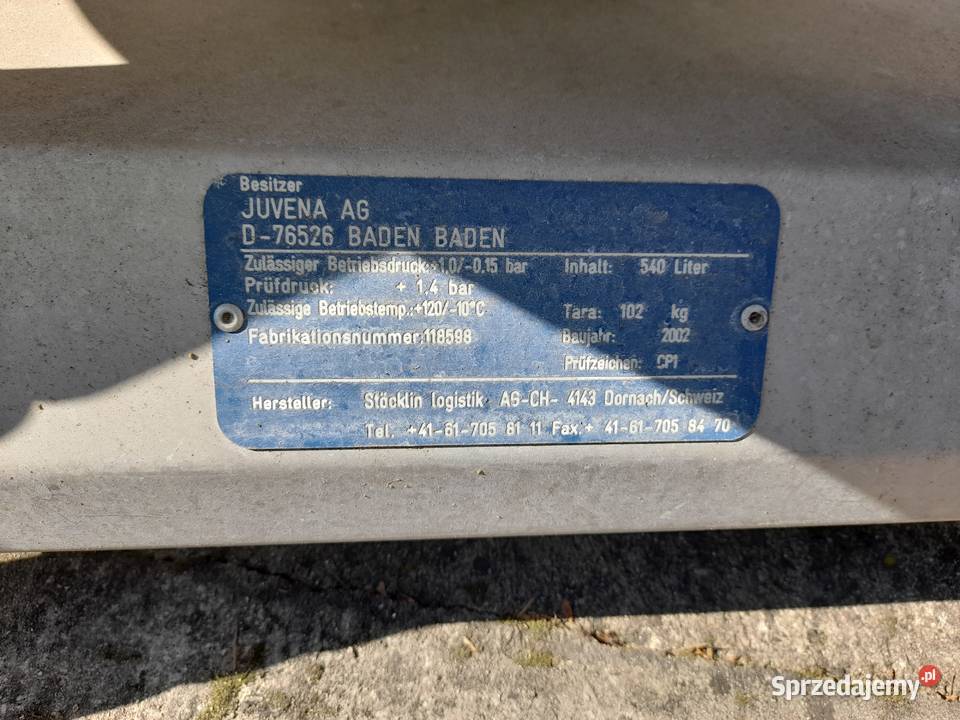 Besitzer
JUVENA AG
D-76526 BADEN BADEN
Zulässiger Betriebsdruck:+1,0/-0.15 bar Inhalt: 540 Liter
Prüfdruck: + 1.4 bar
Zulässige Betriebstemp.:+120/-10°C Tara: 102 kg
Fabrikationsnummer:118598 Baujahr: 2002
Prüfzeichen: CP1
Hersteller: Stöcklin logistik AG-CH- 4143 Dornach/Schweiz
Tel. +41-61-705 81 11 Fax + 41-61-705 84 70
Sprzedajemy.pl